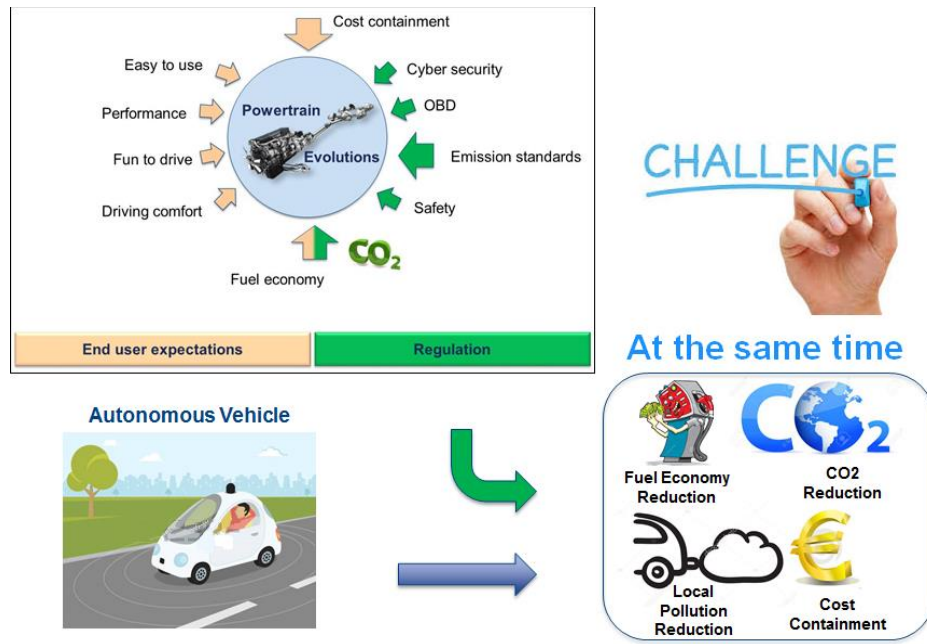 Cost containment
Easy to use
Cyber security
Performance
Powertrain
OBD
Fun to drive
Evolutions
Emission standards
Driving comfort
Safety
CO2
Fuel economy
End user expectations
Regulation
CHALLENGE
At the same time
Autonomous Vehicle
CO2
Fuel Economy
Reduction
CO2
Reduction
€
Local
Pollution
Reduction
Cost
Containment